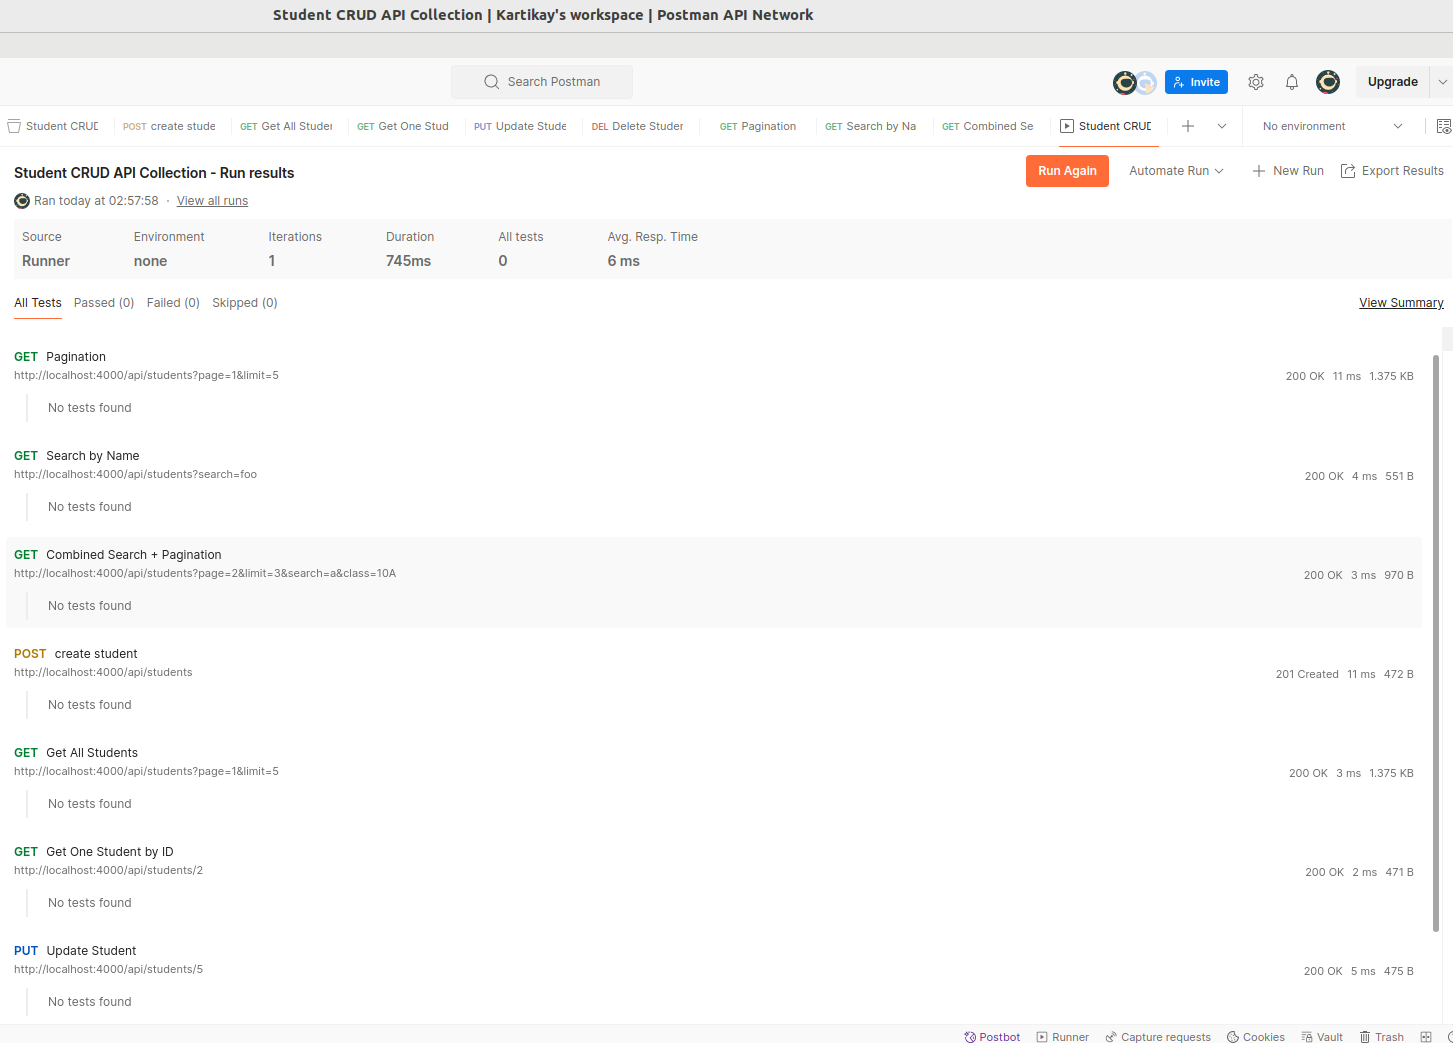 Student CRUD API Collection | Kartikay's workspace | Postman API Network
Search Postman
Invite
Upgrade
Student CRUD
POST create stude
GET Get All Studen
GET Get One Stud
PUT Update Stude
DEL Delete Studen
GET Pagination
GET Search by Na
GET Combined Se
Student CRUD
No environment
Student CRUD API Collection - Run results
Run Again
Automate Run
New Run
Export Results
Ran today at 02:57:58 · View all runs
Source Environment Iterations Duration All tests Avg. Resp. Time
Runner none 1 745ms 0 6 ms
All Tests Passed (0) Failed (0) Skipped (0) View Summary
GET Pagination
http://localhost:4000/api/students?page=1&limit=5
200 OK 11 ms 1.375 KB
No tests found
GET Search by Name
http://localhost:4000/api/students?search=foo
200 OK 4 ms 551 B
No tests found
GET Combined Search + Pagination
http://localhost:4000/api/students?page=2&limit=3&search=a&class=10A
200 OK 3 ms 970 B
No tests found
POST create student
http://localhost:4000/api/students
201 Created 11 ms 472 B
No tests found
GET Get All Students
http://localhost:4000/api/students?page=1&limit=5
200 OK 3 ms 1.375 KB
No tests found
GET Get One Student by ID
http://localhost:4000/api/students/2
200 OK 2 ms 471 B
No tests found
PUT Update Student
http://localhost:4000/api/students/5
200 OK 5 ms 475 B
No tests found
Postbot Runner Capture requests Cookies Vault Trash